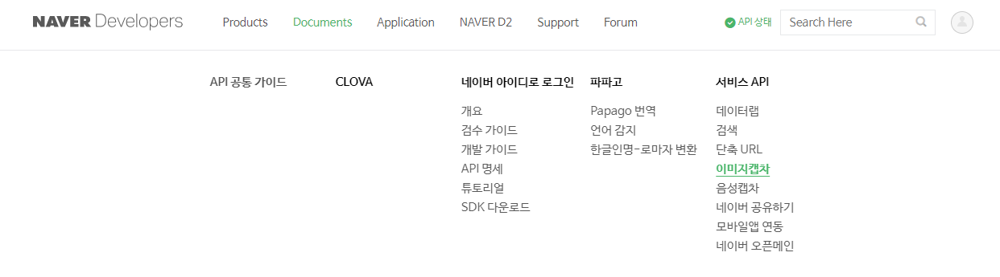 NAVER Developers Products Documents Application NAVER D2 Support Forum API 상태 Search Here
API 공통 가이드
CLOVA
네이버 아이디로 로그인
개요
검수 가이드
개발 가이드
API 명세
튜토리얼
SDK 다운로드
파파고
Papago 번역
언어 감지
한글인명-로마자 변환
서비스 API
데이터랩
검색
단축 URL
이미지캡차
음성캡차
네이버 공유하기
모바일앱 연동
네이버 오픈메인